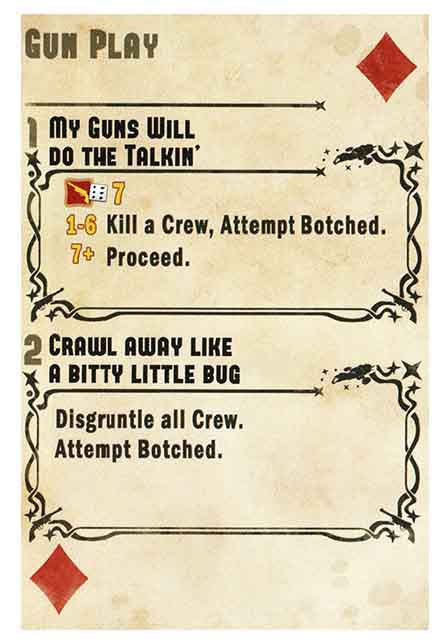 Gun Play
1 My Guns Will
do the Talkin'
7
1-6 Kill a Crew, Attempt Botched.
7+ Proceed.
2 Crawl away like
a bitty little bug
Disgruntle all Crew.
Attempt Botched.